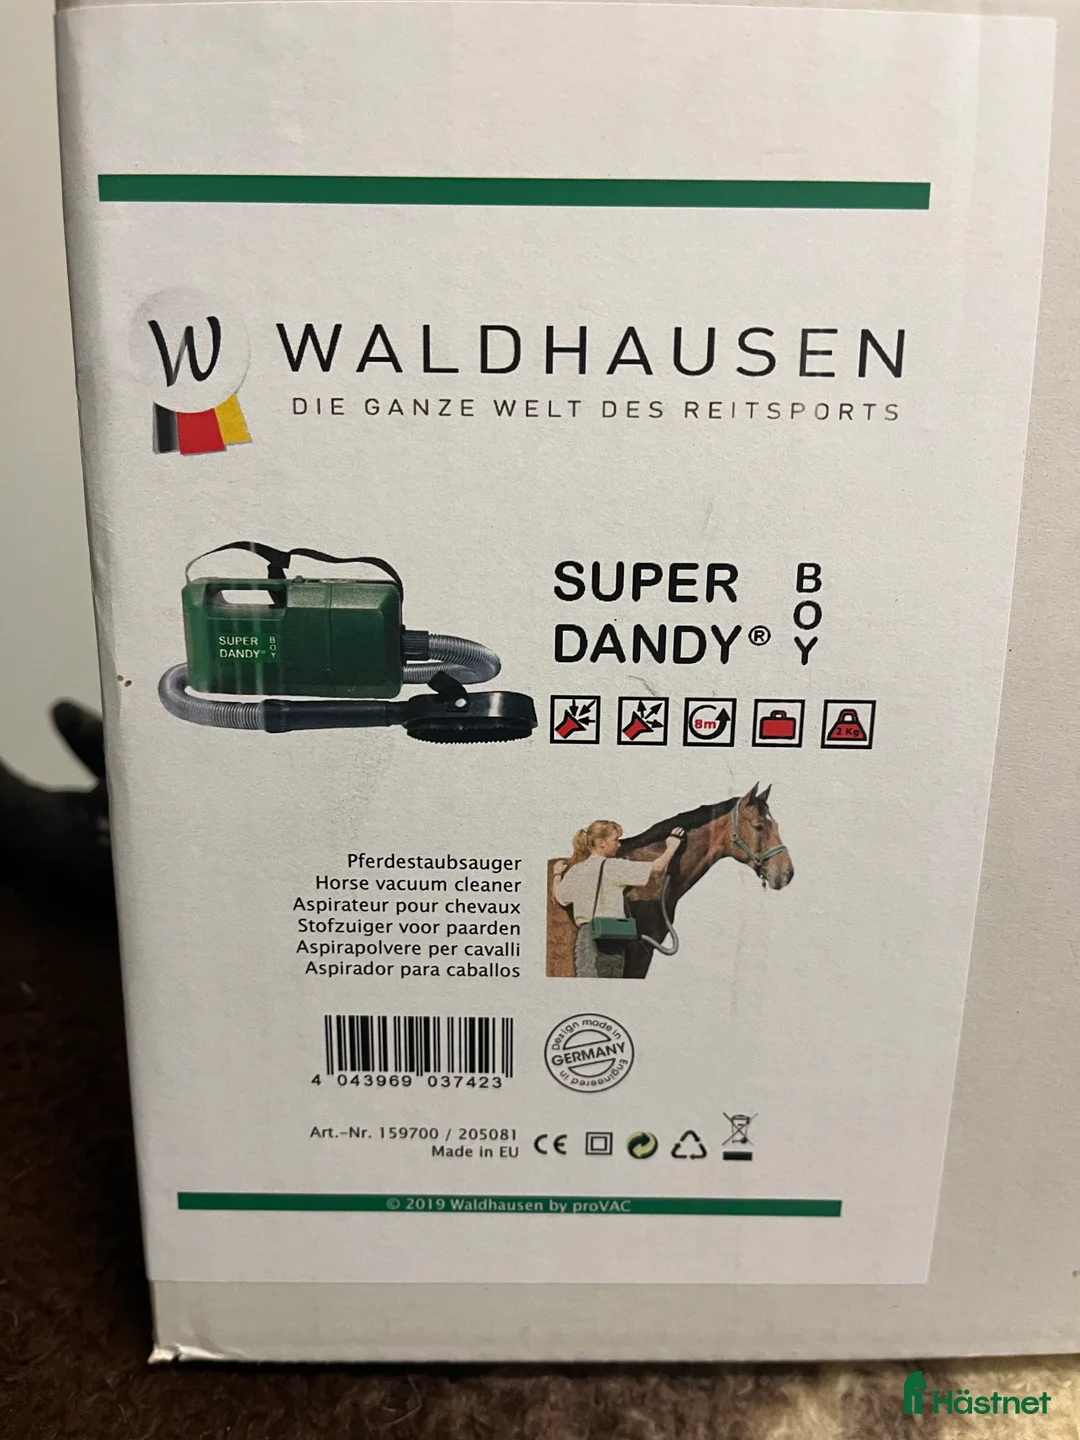 W WALDHAUSEN
DIE GANZE WELT DES REITSPORTS
SUPER DANDY® BOY
SUPER BOY
DANDY®
8m
2 Kg
Pferdestaubsauger
Horse vacuum cleaner
Aspirateur pour chevaux
Stofzuiger voor paarden
Aspirapolvere per cavalli
Aspirador para caballos
4 043969 037423
Design made in
GERMANY
Engineered in
Art.-Nr. 159700 / 205081
Made in EU
CE
© 2019 Waldhausen by proVAC
Hästnet